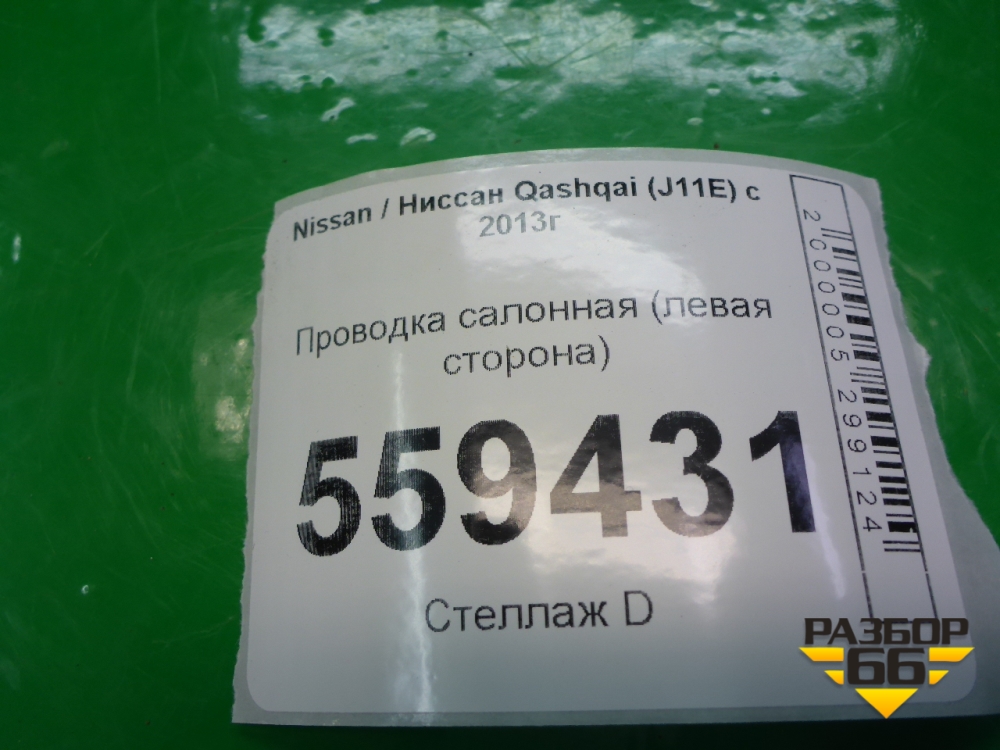 Nissan / Ниссан Qashqai (J11E) с
2013г
Проводка салонная (левая
сторона)
559431
Стеллаж D
2000005299124
РАЗБОР
66